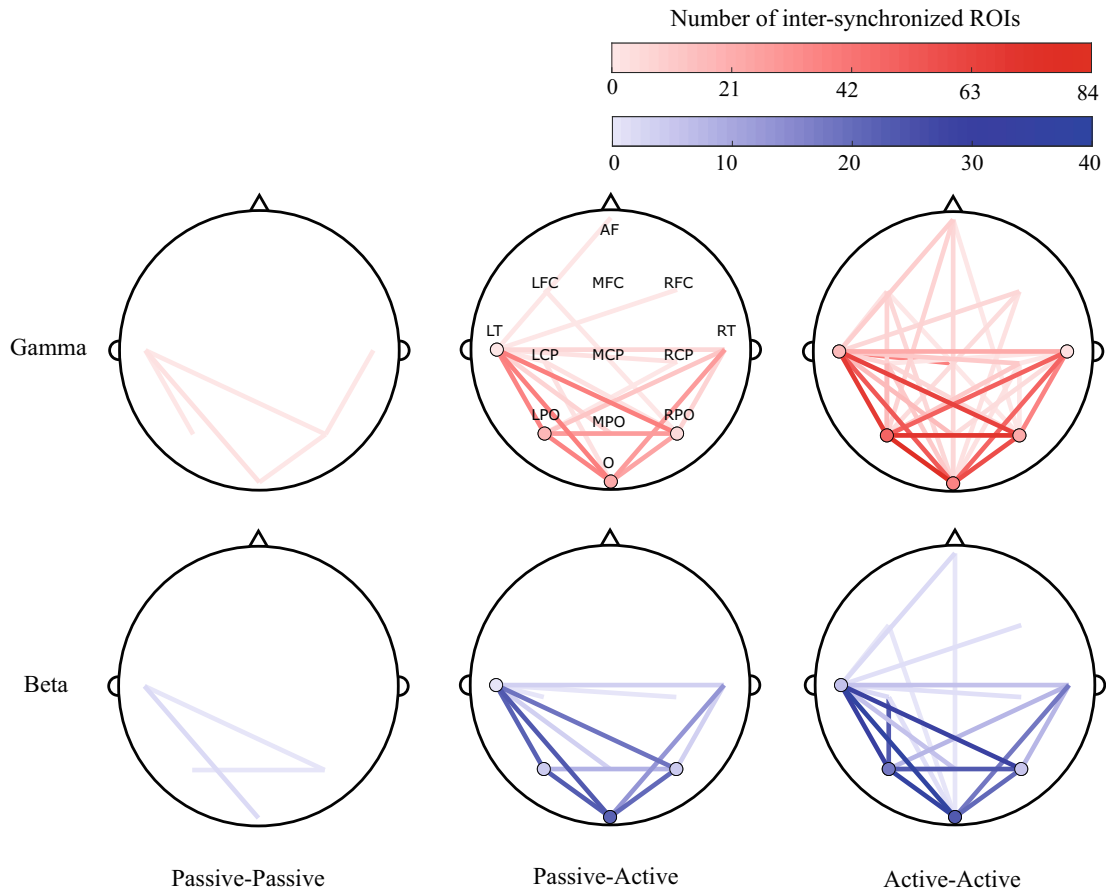 Number of inter-synchronized ROIs
0 21 42 63 84
0 10 20 30 40
Gamma
AF
LFC MFC RFC
LT RT
LCP MCP RCP
LPO MPO RPO
O
Beta
Passive-Passive Passive-Active Active-Active